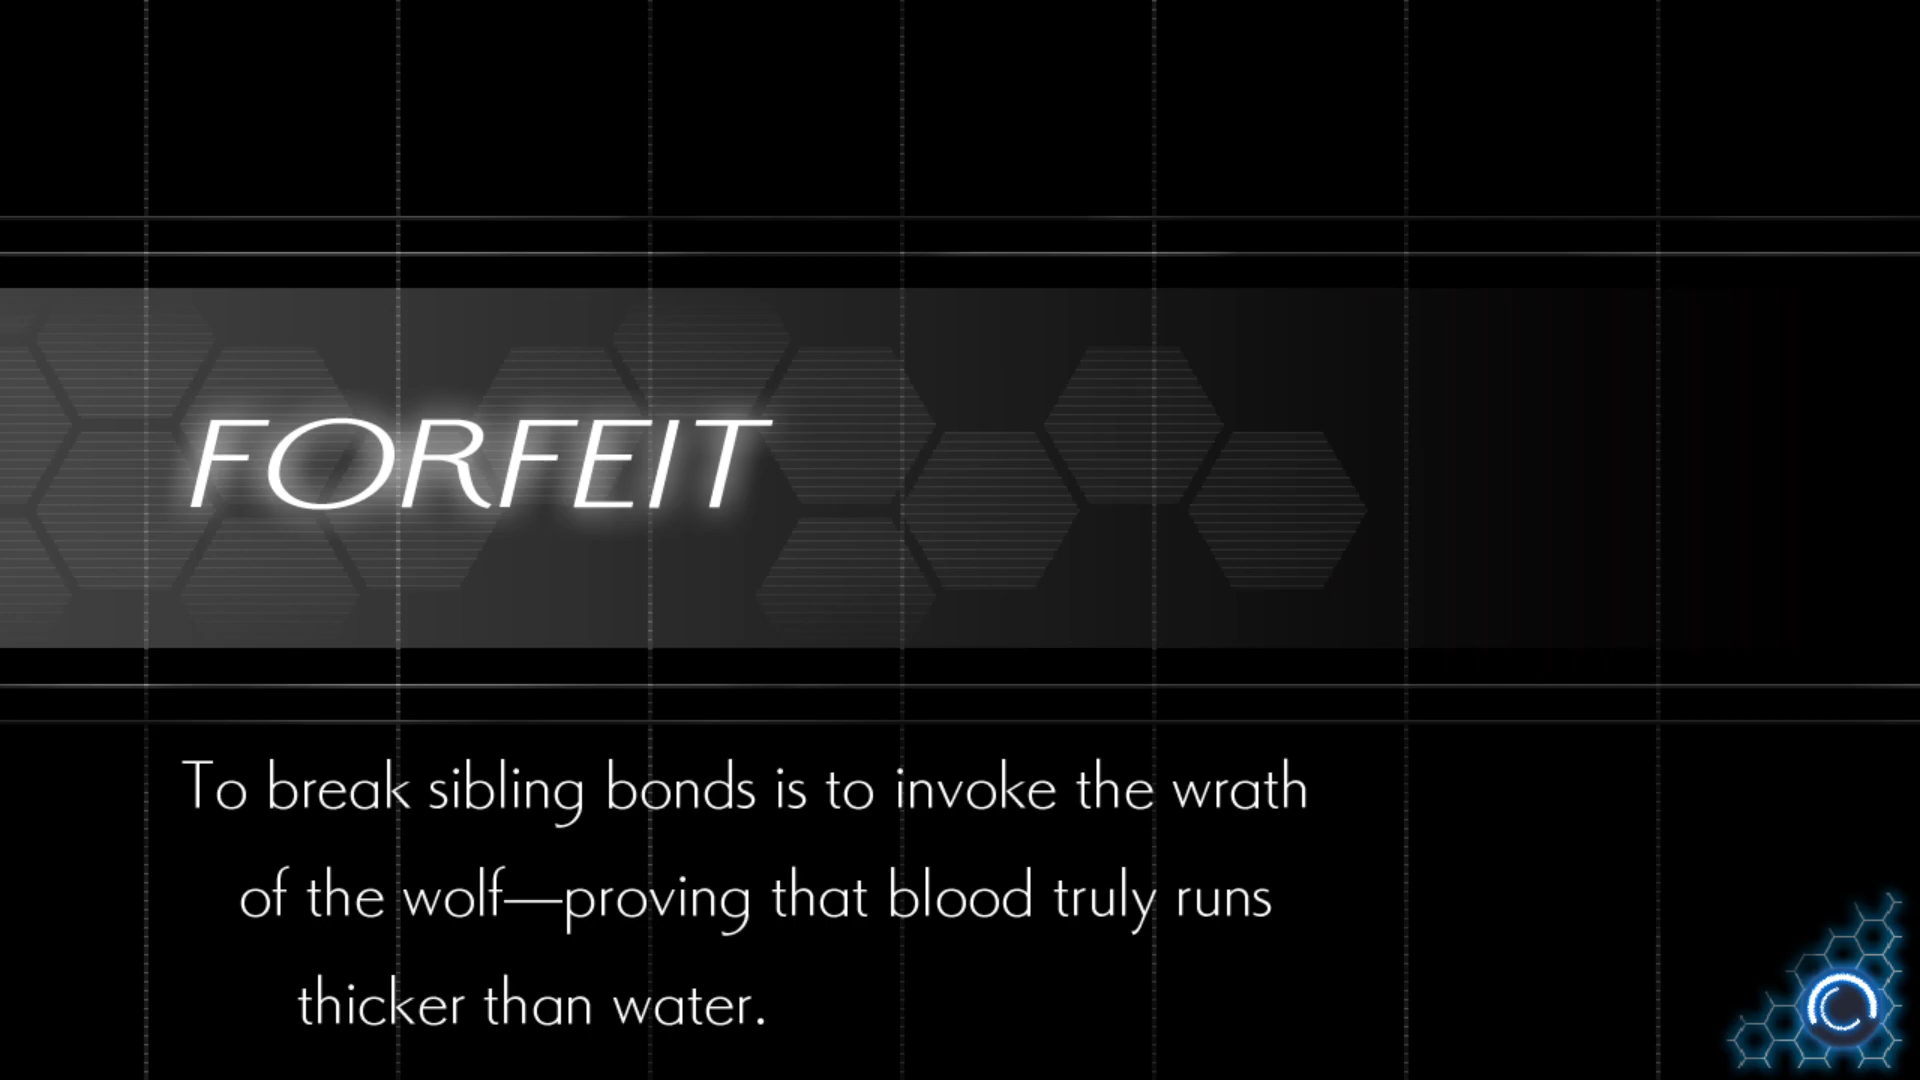 FORFEIT
To break sibling bonds is to invoke the wrath
of the wolf—proving that blood truly runs
thicker than water.